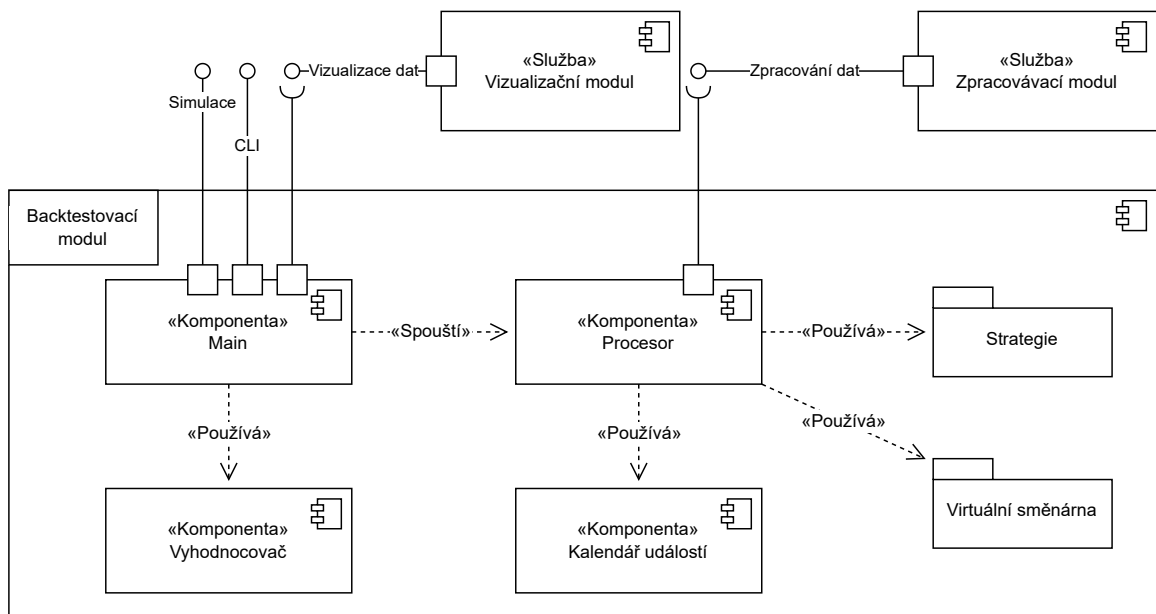 «Služba»
Vizualizační modul
«Služba»
Zpracovávací modul
Vizualizace dat
Zpracování dat
Simulace
CLI
Backtestovací
modul
«Komponenta»
Main
«Spouští»
«Komponenta»
Procesor
«Používá»
Strategie
«Používá»
«Používá»
«Používá»
«Komponenta»
Vyhodnocovač
«Komponenta»
Kalendář událostí
Virtuální směnárna